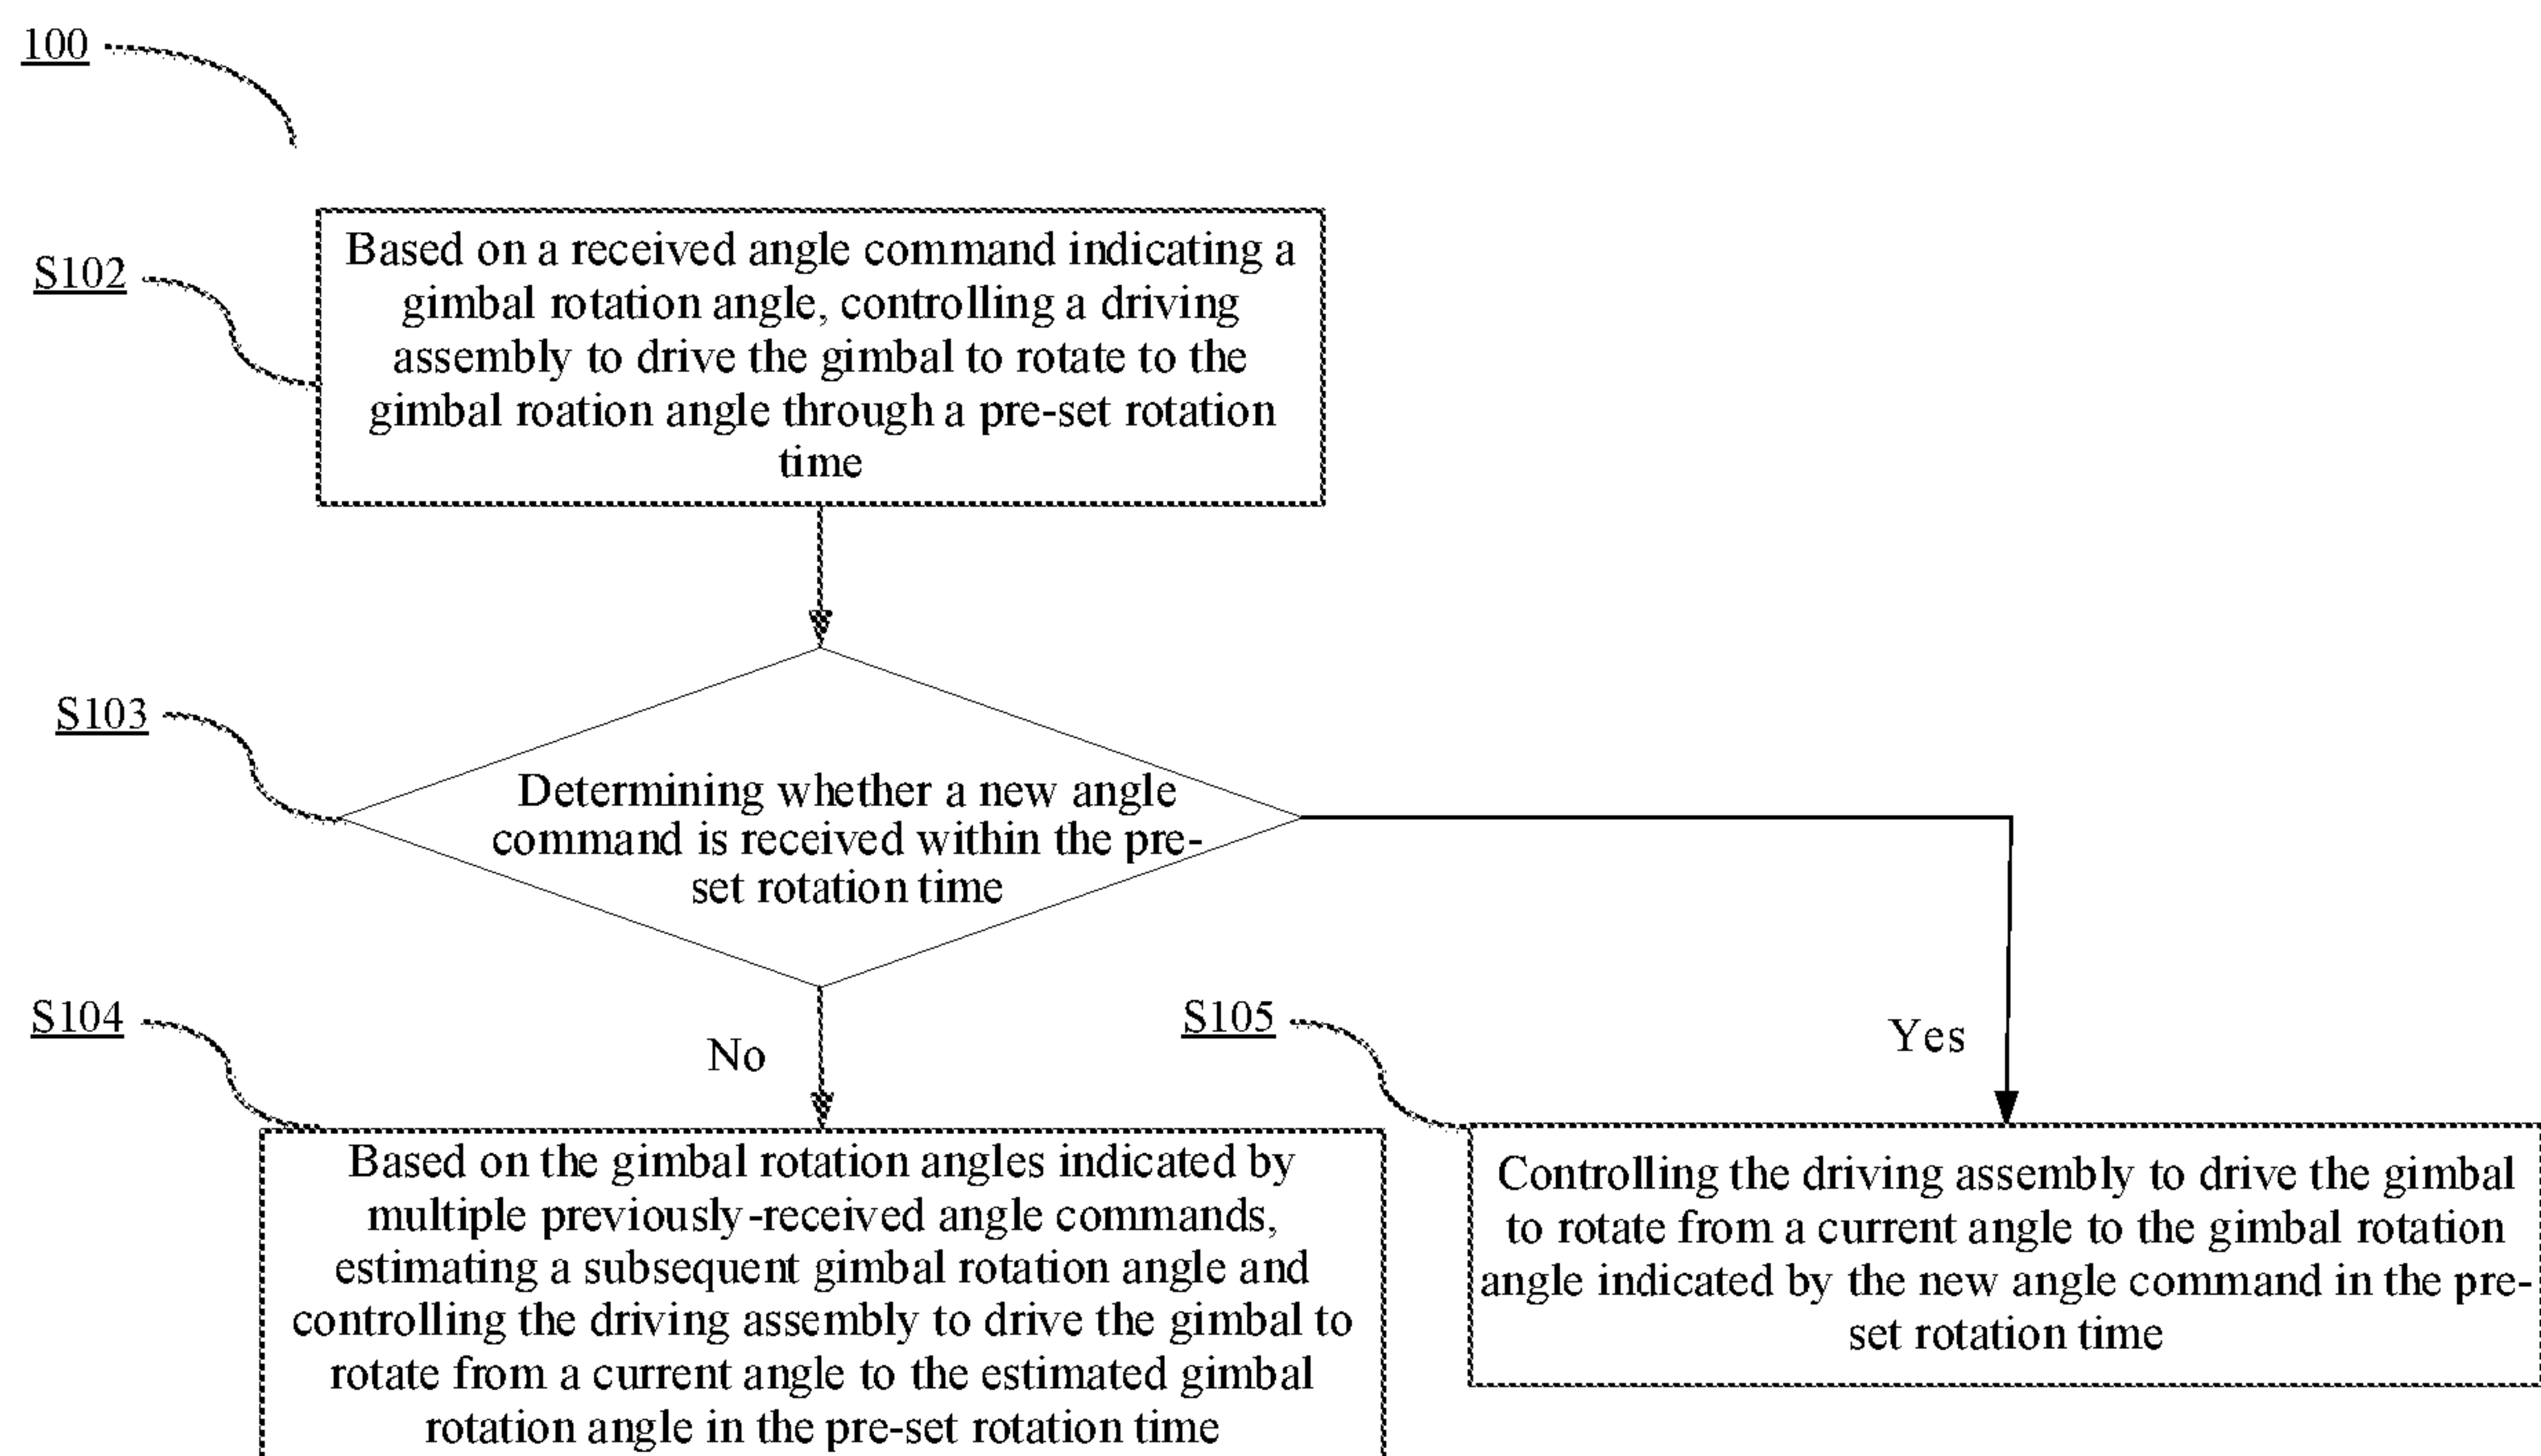 100
S102
Based on a received angle command indicating a
gimbal rotation angle, controlling a driving
assembly to drive the gimbal to rotate to the
gimbal roation angle through a pre-set rotation
time
S103
Determining whether a new angle
command is received within the pre-
set rotation time
S104
No
S105
Yes
Based on the gimbal rotation angles indicated by
multiple previously-received angle commands,
estimating a subsequent gimbal rotation angle and
controlling the driving assembly to drive the gimbal to
rotate from a current angle to the estimated gimbal
rotation angle in the pre-set rotation time
Controlling the driving assembly to drive the gimbal
to rotate from a current angle to the gimbal rotation
angle indicated by the new angle command in the pre-
set rotation time